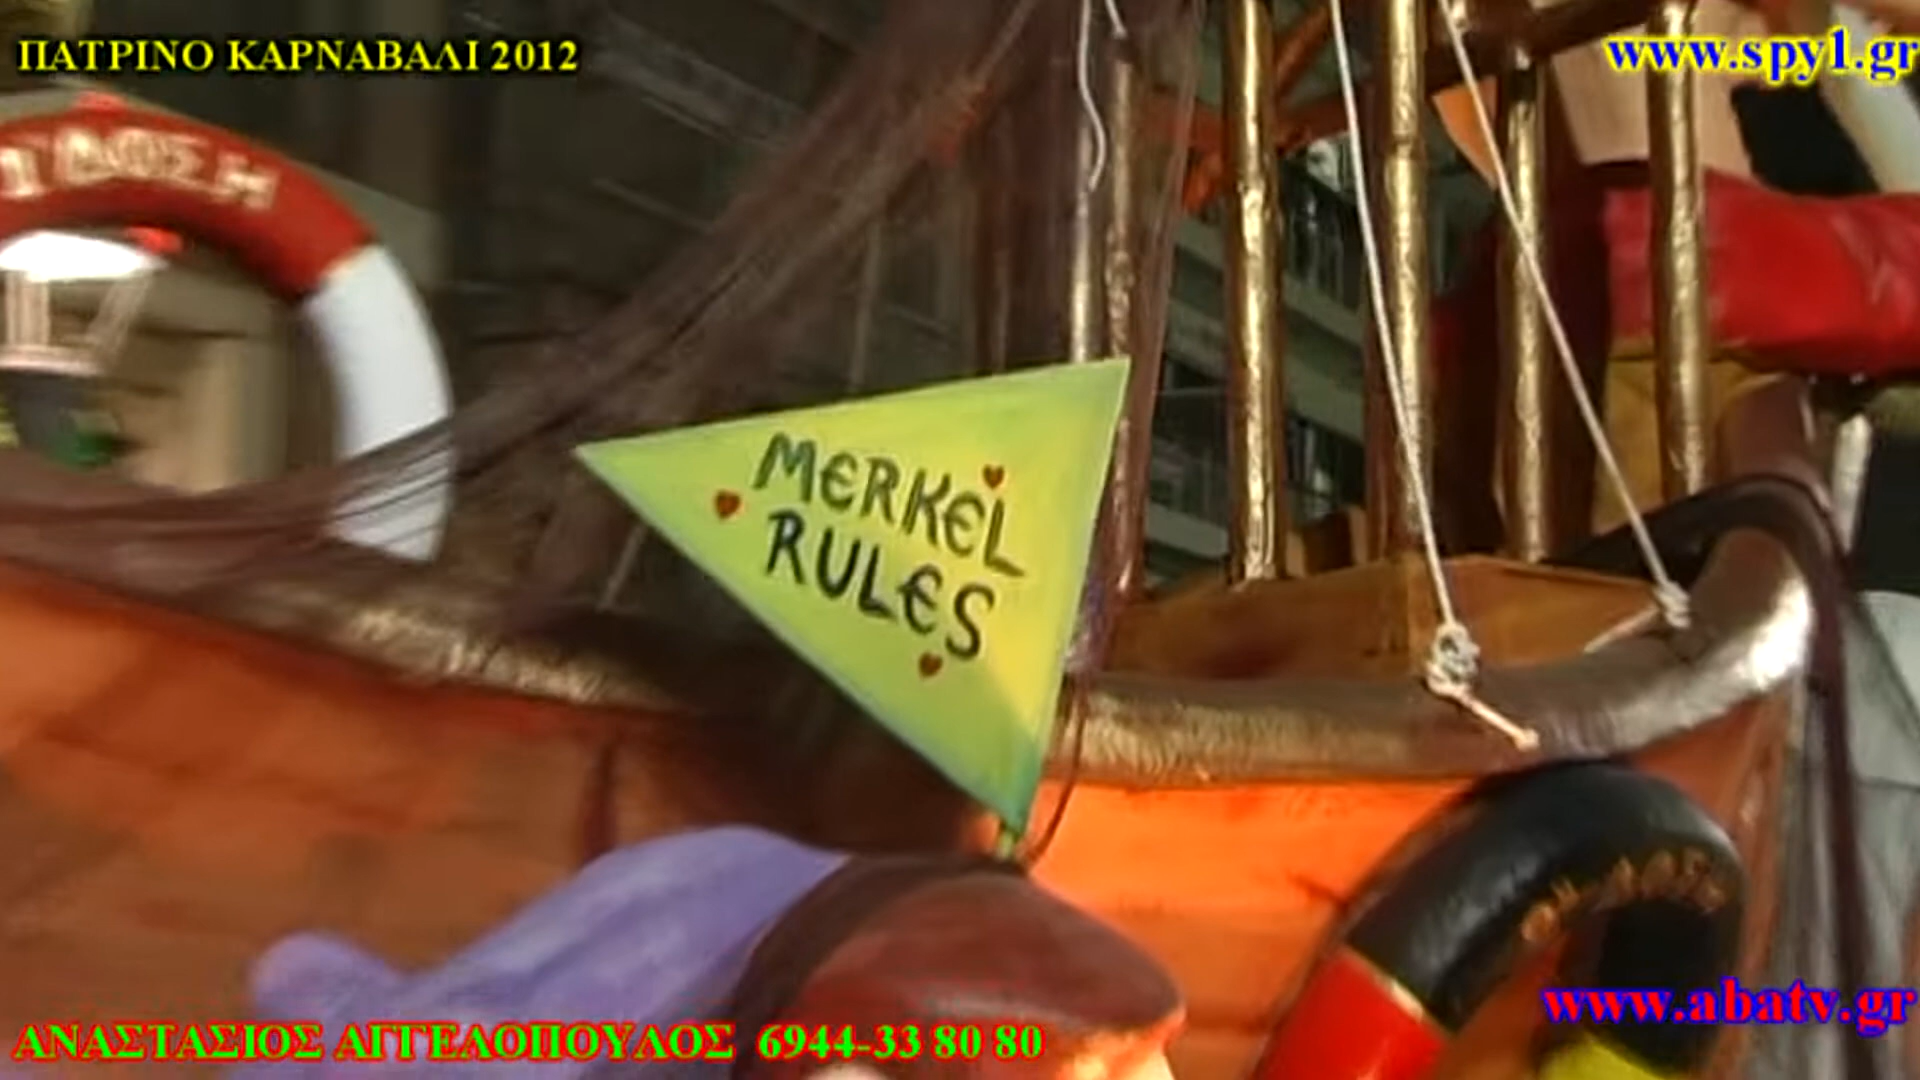 ΠΑΤΡΙΝΟ ΚΑΡΝΑΒΑΛΙ 2012
www.spy1.gr
MERKEL
RULES
www.abatv.gr
ΑΝΑΣΤΑΣΙΟΣ ΑΓΓΕΛΟΠΟΥΛΟΣ 6944-33 80 80